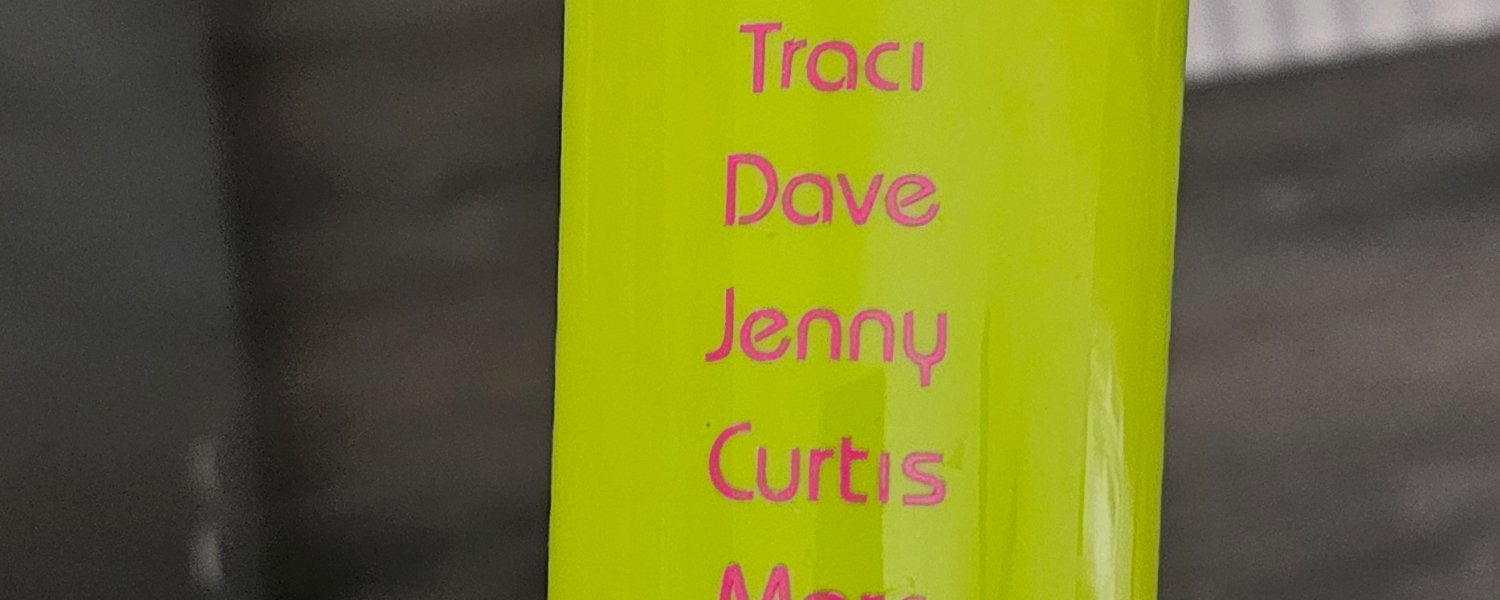 Traci
Dave
Jenny
Curtis